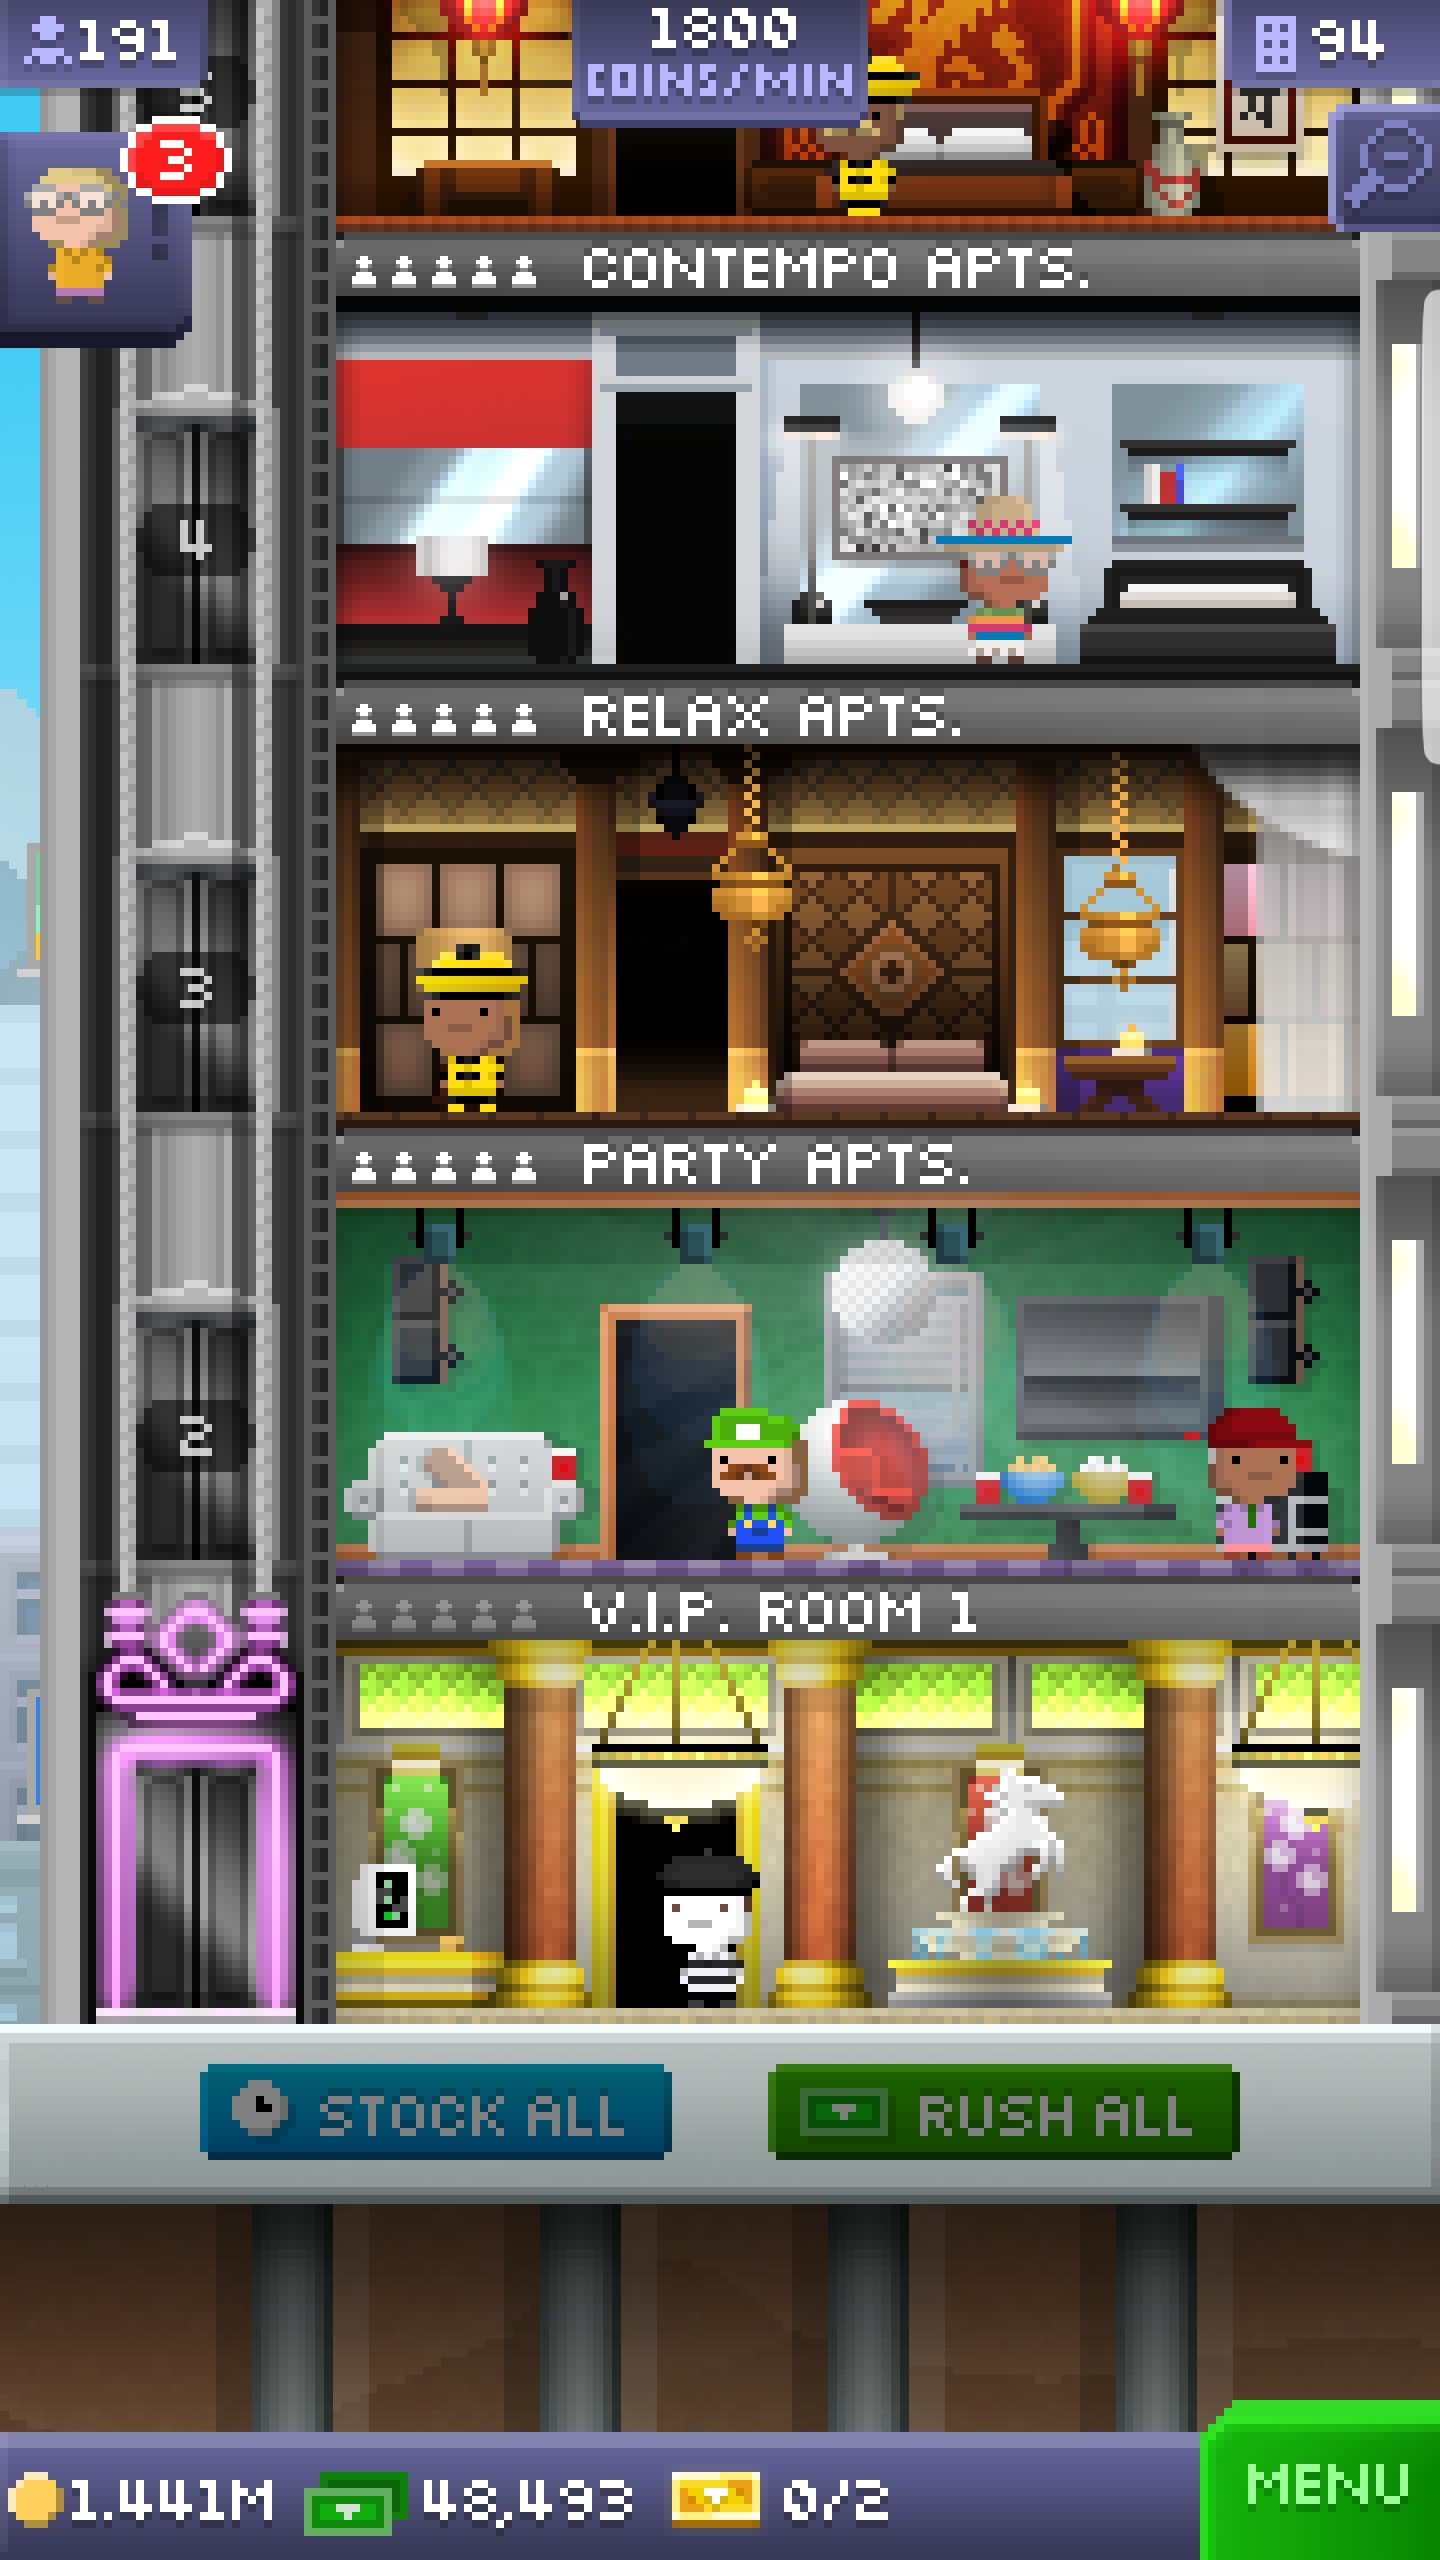 191
1800
COINS/MIN
94
3
CONTEMPO APTS.
4
RELAX APTS.
3
PARTY APTS.
2
V.I.P. ROOM 1
STOCK ALL
RUSH ALL
1.441M
48,493
0/2
MENU